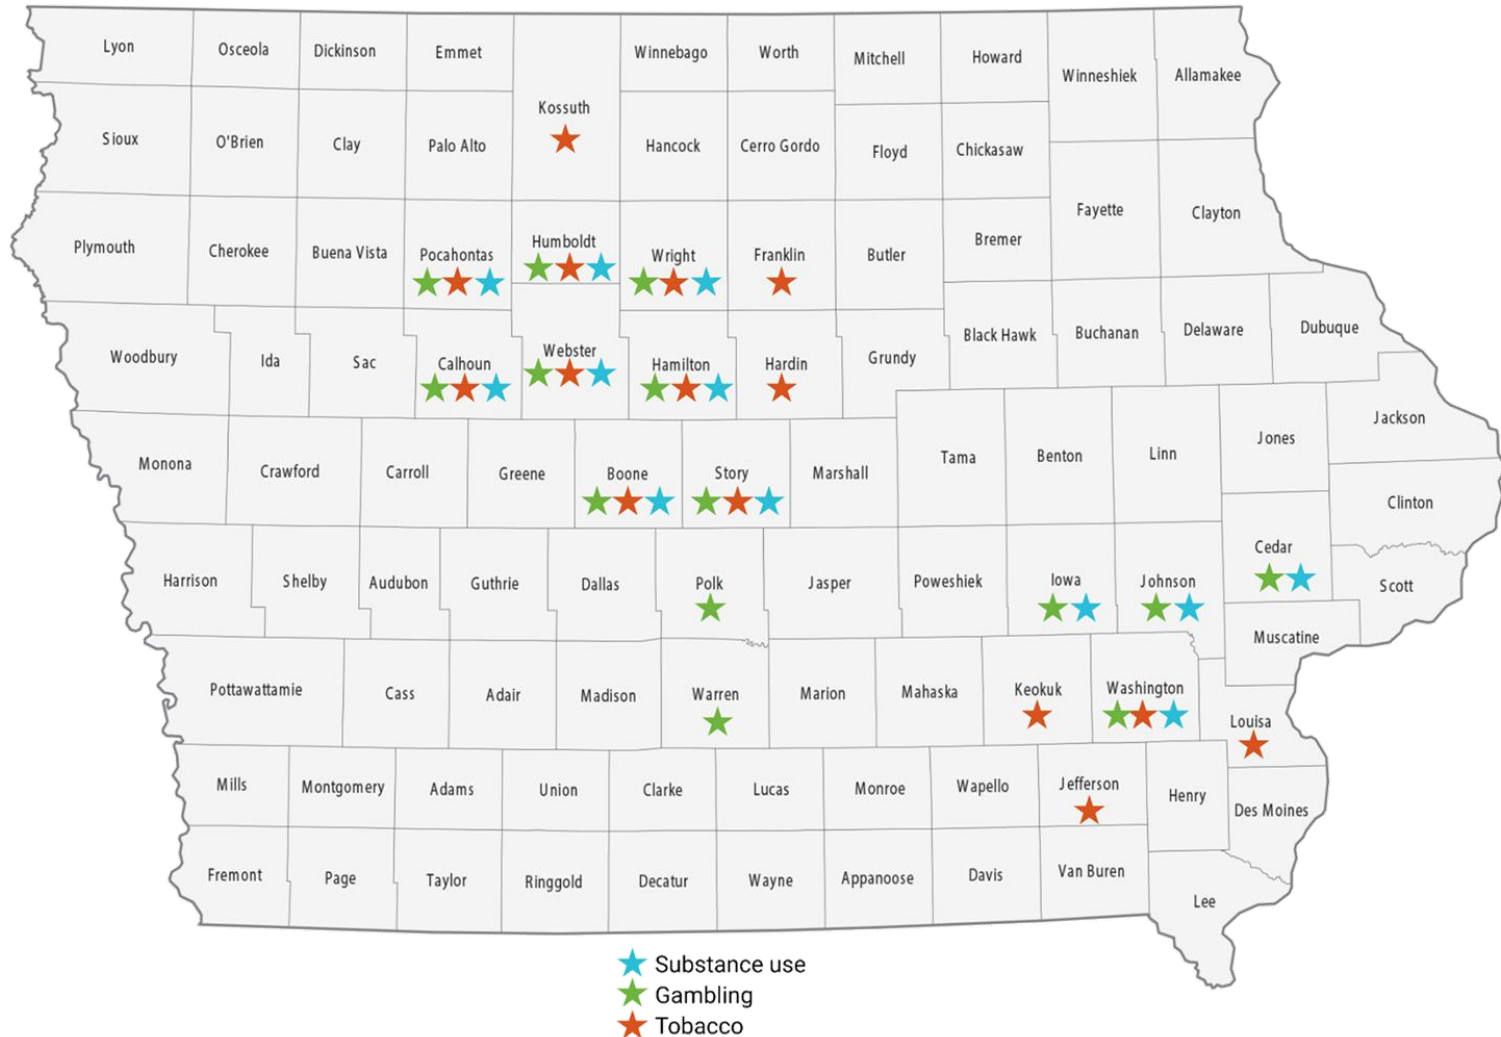 Lyon
Osceola
Dickinson
Emmet
Kossuth
Winnebago
Worth
Mitchell
Howard
Winneshiek
Allamakee
Sioux
O'Brien
Clay
Palo Alto
Hancock
Cerro Gordo
Floyd
Chickasaw
Fayette
Clayton
Plymouth
Cherokee
Buena Vista
Pocahontas
Humboldt
Wright
Franklin
Butler
Bremer
Woodbury
Ida
Sac
Calhoun
Webster
Hamilton
Hardin
Grundy
Black Hawk
Buchanan
Delaware
Dubuque
Monona
Crawford
Carroll
Greene
Boone
Story
Marshall
Tama
Benton
Linn
Jones
Jackson
Clinton
Harrison
Shelby
Audubon
Guthrie
Dallas
Polk
Jasper
Poweshiek
Iowa
Johnson
Cedar
Scott
Muscatine
Pottawattamie
Cass
Adair
Madison
Warren
Marion
Mahaska
Keokuk
Washington
Louisa
Mills
Montgomery
Adams
Union
Clarke
Lucas
Monroe
Wapello
Jefferson
Henry
Des Moines
Fremont
Page
Taylor
Ringgold
Decatur
Wayne
Appanoose
Davis
Van Buren
Lee
Substance use
Gambling
Tobacco